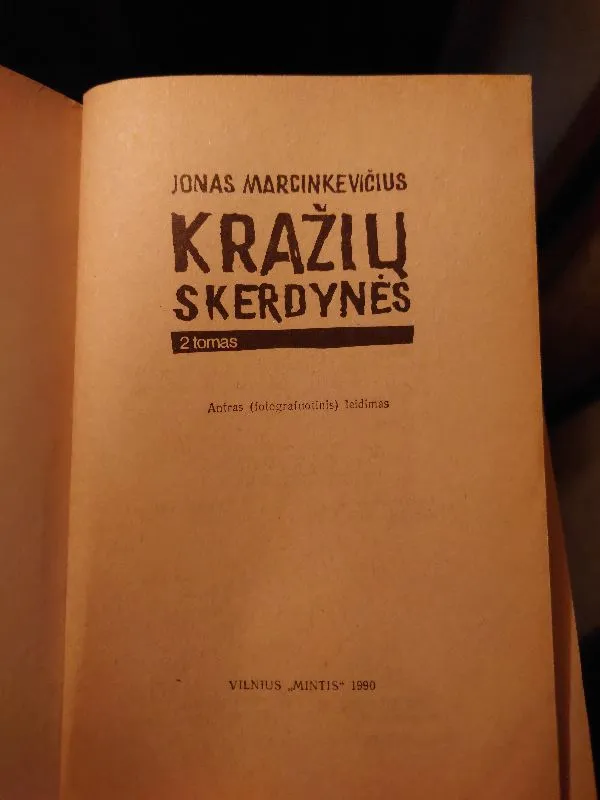 JONAS MARCINKEVIČIUS
KRAŽIŲ
SKERDYNĖS
2 tomas
Antras (fotografuotinis) leidimas
VILNIUS „MINTIS“ 1990